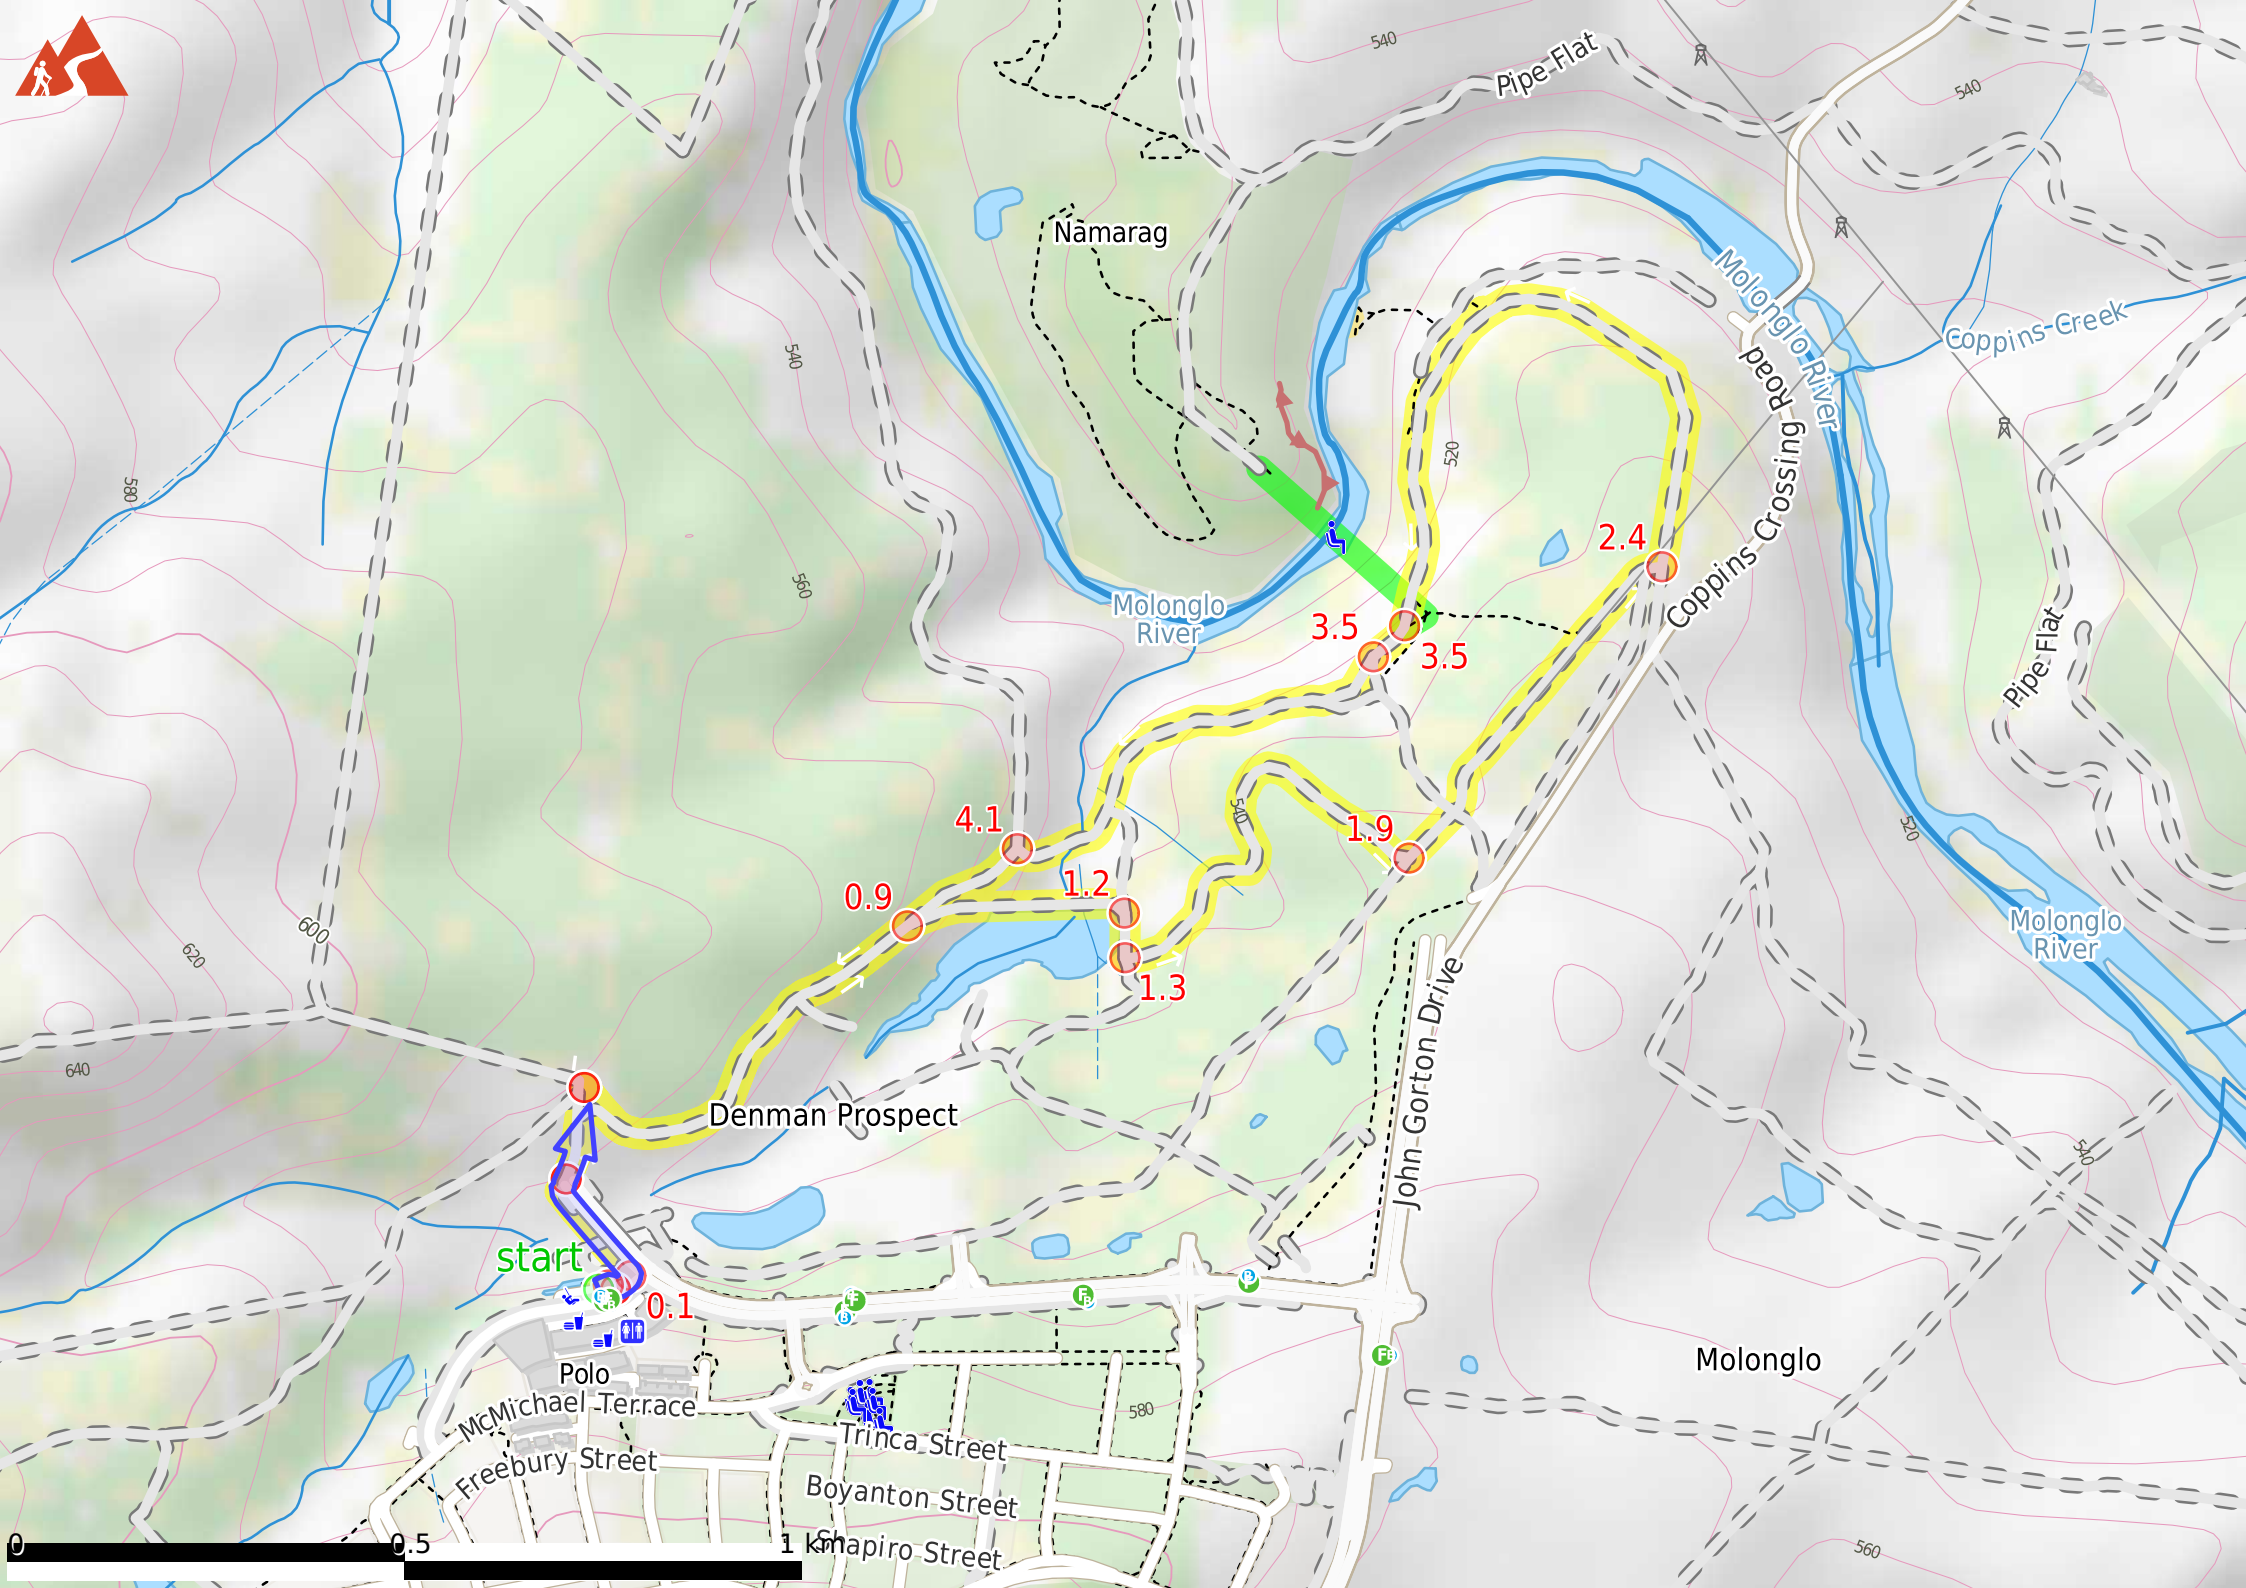 540
Pipe Flat
540
Namarag
Molonglo River
Coppins Creek
540
Coppins Crossing Road
520
580
2.4
560
Molonglo
River
3.5
3.5
Pipe Flat
540
4.1
1.9
520
0.9
1.2
600
620
Molonglo
River
1.3
640
Denman Prospect
John Gorton Drive
540
start
0.1
Polo
Molonglo
McMichael Terrace
580
Trinca Street
Freebury Street
Boyanton Street
Shapiro Street
560
0
0.5
1 km